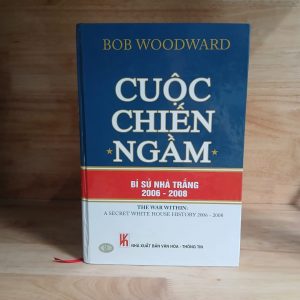 BOB WOODWARD
CUỘC
CHIẾN
NGẦM
BÍ SỬ NHÀ TRẮNG
2006 - 2008
THE WAR WITHIN:
A SECRET WHITE HOUSE HISTORY 2006 - 2008
NHÀ XUẤT BẢN VĂN HÓA - THÔNG TIN